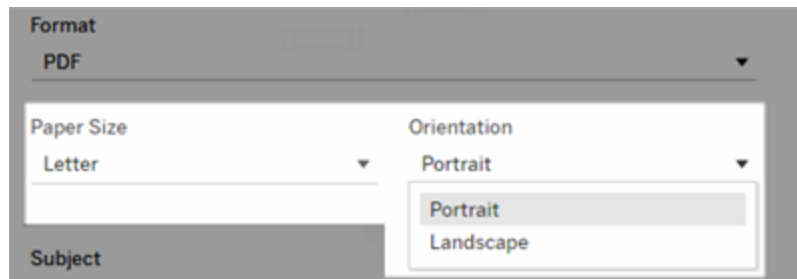 Format
PDF
Paper Size
Letter
Orientation
Portrait
Portrait
Landscape
Subject